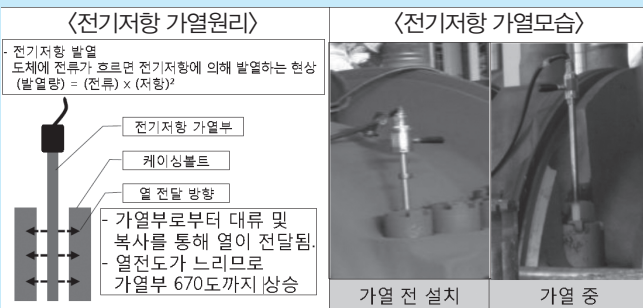 <전기저항 가열원리>
- 전기저항 발열
도체에 전류가 흐르면 전기저항에 의해 발열하는 현상
(발열량) = (전류) x (저항)²
전기저항 가열부
케이싱볼트
열 전달 방향
- 가열부로부터 대류 및
복사를 통해 열이 전달됨.
- 열전도가 느리므로
가열부 670도까지 상승
<전기저항 가열모습>
가열 전 설치
가열 중